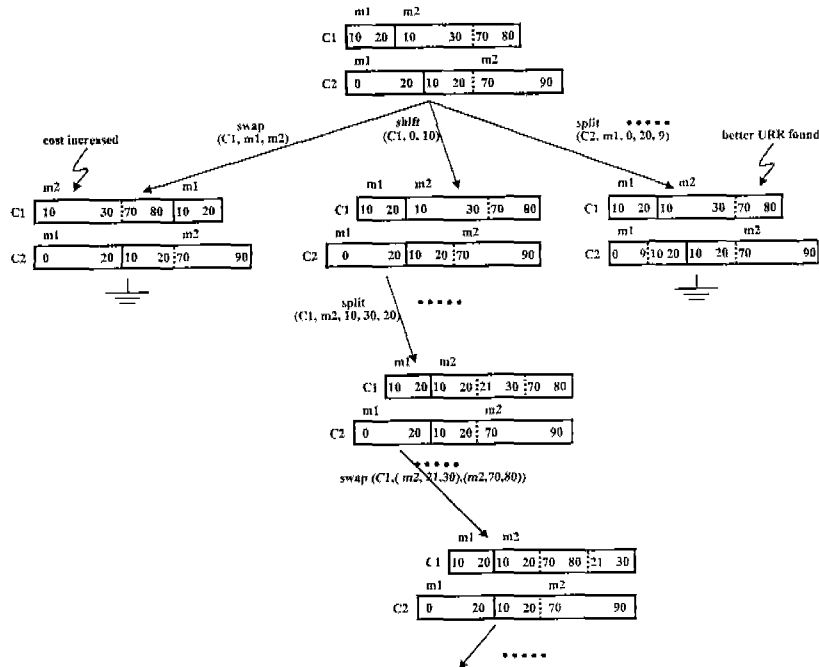 m1 m2
C1 10 20 10 30 70 80
m1 m2
C2 0 20 10 20 70 90
swap
(C1, m1, m2)
shift
(C1, 0, 10)
split
(C2, m1, 0, 20, 9)
cost increased
better URR found
m2 m1
C1 10 30 70 80 10 20
m1 m2
C2 0 20 10 20 70 90
m1 m2
C1 10 20 10 30 70 80
m1 m2
C2 0 20 10 20 70 90
m1 m2
C1 10 20 10 30 70 80
m1 m2
C2 0 9 10 20 10 20 70 90
split
(C1, m2, 10, 30, 20)
m1 m2
C1 10 20 10 20 21 30 70 80
m1 m2
C2 0 20 10 20 70 90
swap (C1,( m2, 21,30),(m2,70,80))
m1 m2
C1 10 20 10 20 70 80 21 30
m1 m2
C2 0 20 10 20 70 90